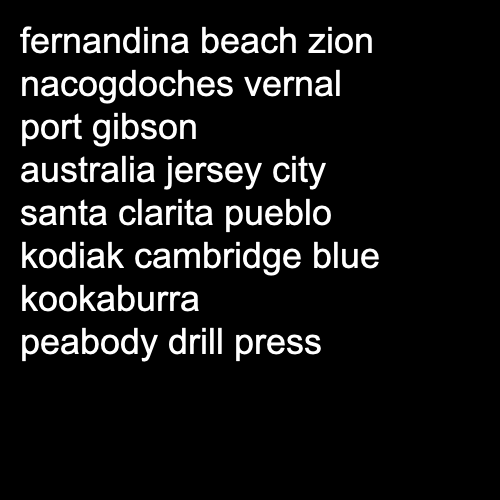 fernandina beach zion
nacogdoches vernal
port gibson
australia jersey city
santa clarita pueblo
kodiak cambridge blue
kookaburra
peabody drill press